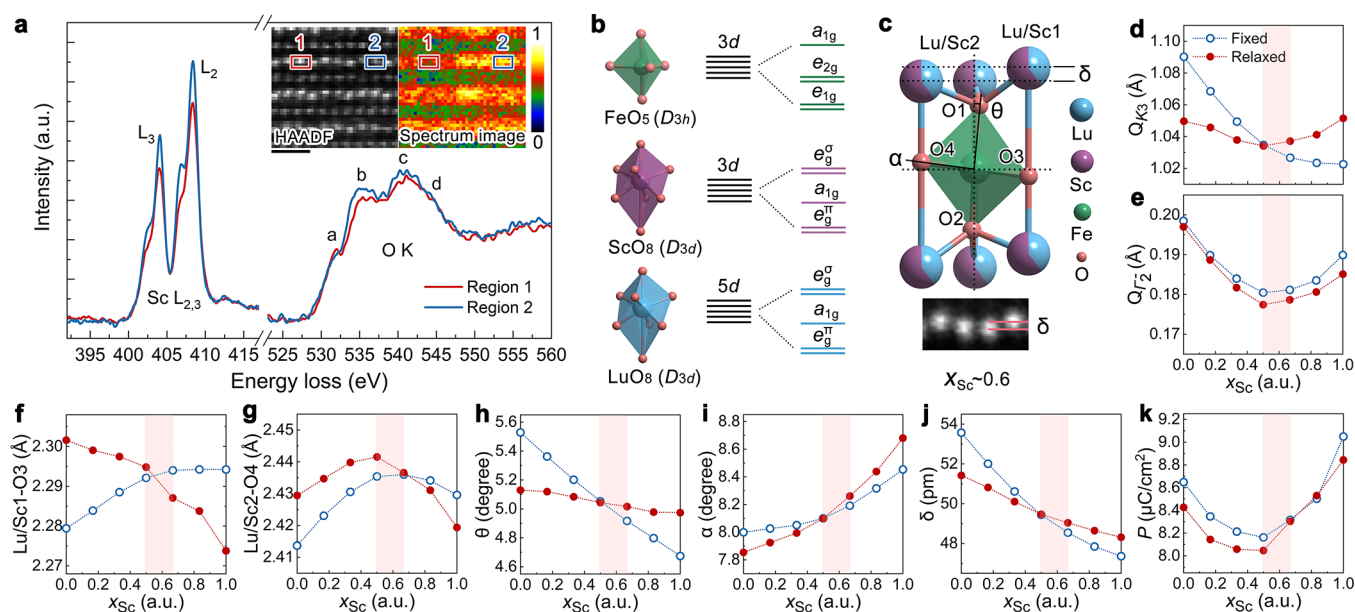 a
Intensity (a.u.)
L₃
L₂
Sc L₂,₃
1
2
1
2
HAADF
Spectrum image
1
0
a
b
c
d
O K
Region 1
Region 2
395 400 405 410 415 525 530 535 540 545 550 555 560
Energy loss (eV)
b
3d
a₁g
e₂g
e₁g
FeO₅ (D₃h)
3d
eσg
a₁g
eπg
ScO₈ (D₃d)
5d
eσg
a₁g
eπg
LuO₈ (D₃d)
c
Lu/Sc2
Lu/Sc1
δ
O1
θ
O4
α
O3
O2
Lu
Sc
Fe
O
δ
xSc~0.6
d
QK3 (Å)
1.10
1.08
1.06
1.04
1.02
Fixed
Relaxed
e
QΓ₂⁻ (Å)
0.20
0.19
0.18
0.17
0.0 0.2 0.4 0.6 0.8 1.0
xSc (a.u.)
f
Lu/Sc1-O3 (Å)
2.30
2.29
2.28
2.27
0.0 0.2 0.4 0.6 0.8 1.0
xSc (a.u.)
g
Lu/Sc2-O4 (Å)
2.45
2.44
2.43
2.42
2.41
0.0 0.2 0.4 0.6 0.8 1.0
xSc (a.u.)
h
θ (degree)
6.0
5.6
5.2
4.8
4.4
0.0 0.2 0.4 0.6 0.8 1.0
xSc (a.u.)
i
α (degree)
8.8
8.6
8.4
8.2
8.0
7.8
0.0 0.2 0.4 0.6 0.8 1.0
xSc (a.u.)
j
δ (pm)
54
52
50
48
0.0 0.2 0.4 0.6 0.8 1.0
xSc (a.u.)
k
P (μC/cm²)
9.2
9.0
8.8
8.6
8.4
8.2
8.0
0.0 0.2 0.4 0.6 0.8 1.0
xSc (a.u.)